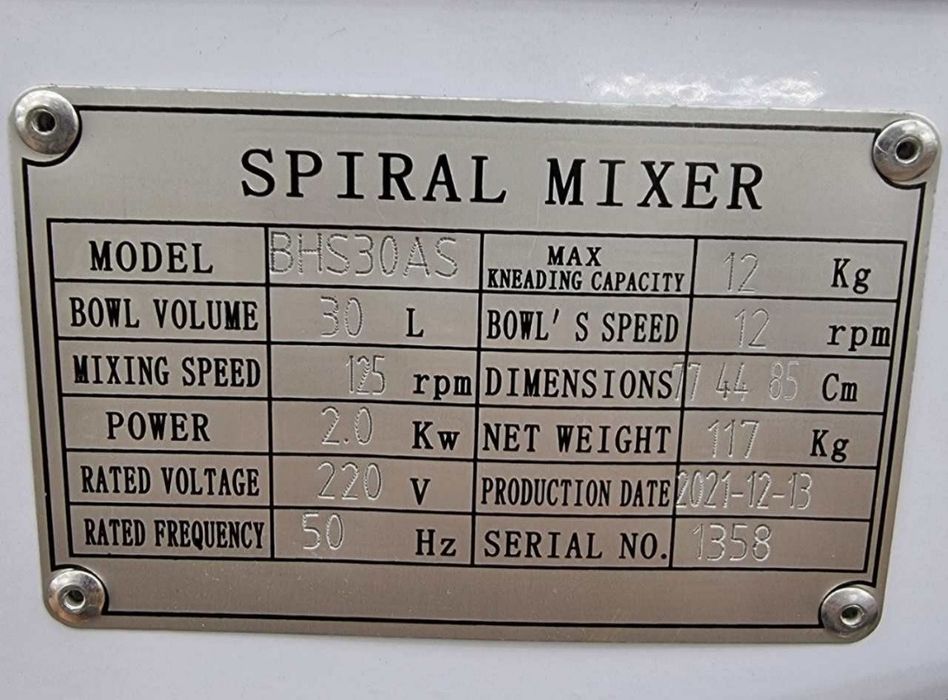 SPIRAL MIXER
MODEL BHS30AS MAX KNEADING CAPACITY 12 Kg
BOWL VOLUME 30 L BOWL'S SPEED 12 rpm
MIXING SPEED 125 rpm DIMENSIONS 77 44 85 Cm
POWER 2.0 Kw NET WEIGHT 117 Kg
RATED VOLTAGE 220 V PRODUCTION DATE 2021-12-13
RATED FREQUENCY 50 Hz SERIAL NO. 1358